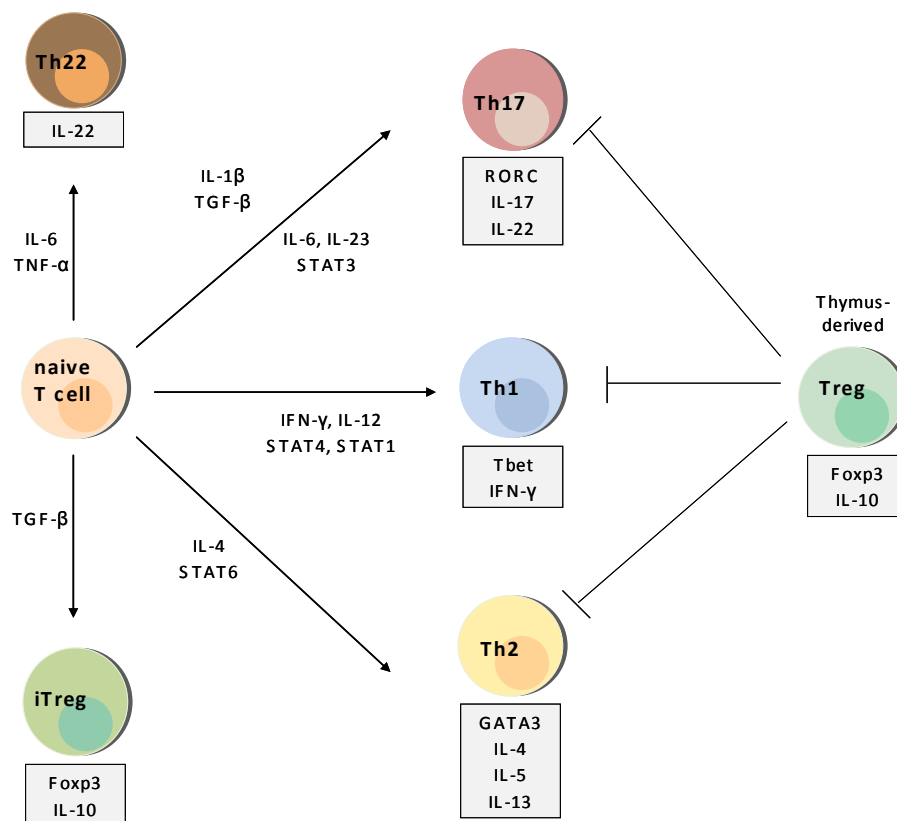 Th22
IL-22
IL-6
TNF-α
naive
T cell
TGF-β
iTreg
Foxp3
IL-10
IL-1β
TGF-β
IL-6, IL-23
STAT3
IFN-γ, IL-12
STAT4, STAT1
IL-4
STAT6
Th17
RORC
IL-17
IL-22
Th1
Tbet
IFN-γ
Th2
GATA3
IL-4
IL-5
IL-13
Thymus-
derived
Treg
Foxp3
IL-10